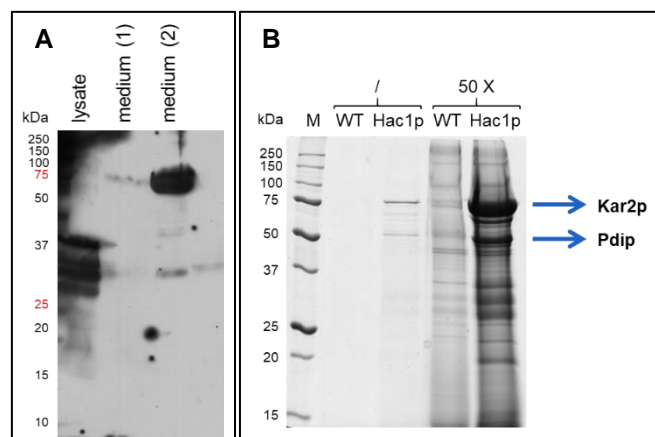 A
lysate
medium (1)
medium (2)
kDa
250
150
100
75
50
37
25
20
15
10
B
/ 50 X
kDa M WT Hac1p WT Hac1p
250
150
100
75
50
37
25
20
15
Kar2p
Pdip